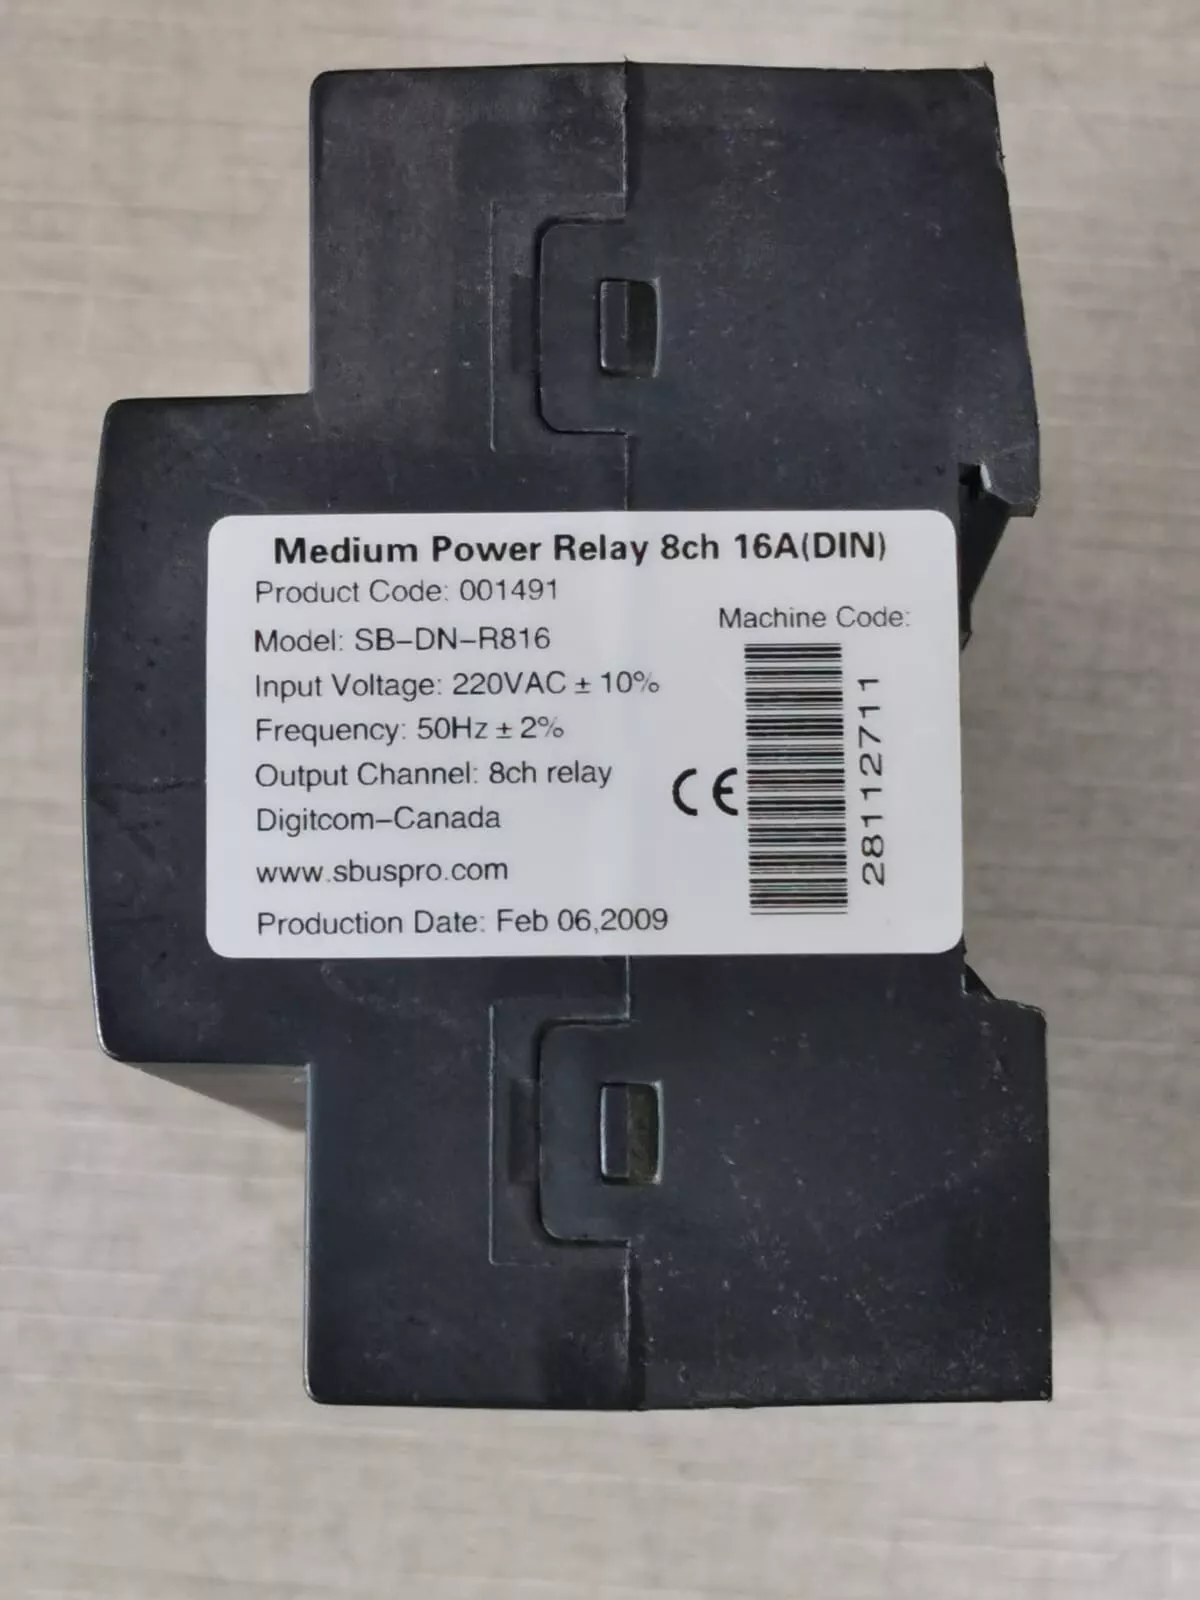 Medium Power Relay 8ch 16A(DIN)
Product Code: 001491
Machine Code:
Model: SB-DN-R816
Input Voltage: 220VAC ± 10%
Frequency: 50Hz ± 2%
Output Channel: 8ch relay
CE
28112711
Digitcom-Canada
www.sbuspro.com
Production Date: Feb 06,2009